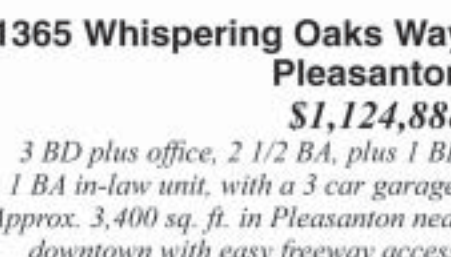 1365 Whispering Oaks Way
Pleasanton
$1,124,88
3 BD plus office, 2 1/2 BA, plus 1 B
1 BA in-law unit, with a 3 car garage
Approx. 3,400 sq. ft. in Pleasanton nea
downtown with easy freeway access